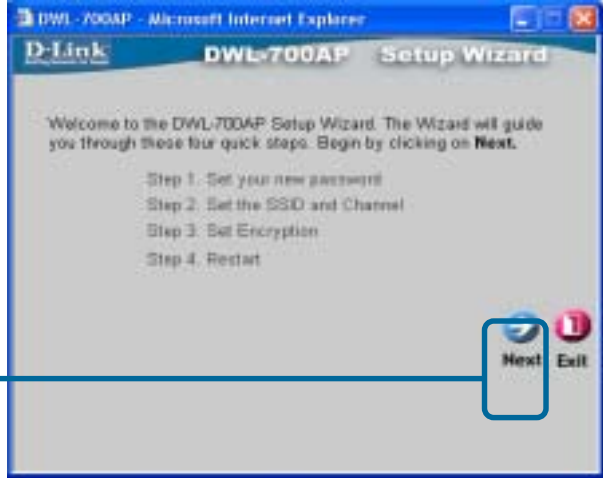 DWL-700AP - Microsoft Internet Explorer
D-Link DWL-700AP Setup Wizard
Welcome to the DWL-700AP Setup Wizard. The Wizard will guide
you through these four quick steps. Begin by clicking on Next.
Step 1. Set your new password
Step 2. Set the SSID and Channel
Step 3. Set Encryption
Step 4. Restart
Next Exit